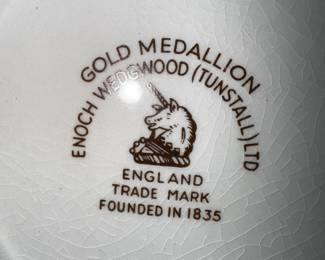 GOLD MEDALLION
ENOCH WEDGWOOD (TUNSTALL) LTD
ENGLAND
TRADE MARK
FOUNDED IN 1835